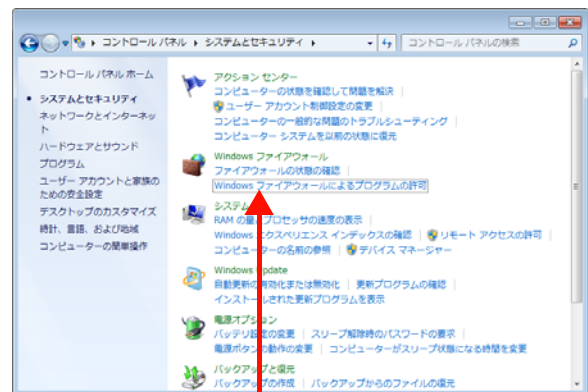 コントロール パネル ▸ システムとセキュリティ ▸
コントロール パネルの検索
コントロール パネル ホーム
システムとセキュリティ
ネットワークとインターネッ
ト
ハードウェアとサウンド
プログラム
ユーザー アカウントと家族の
ための安全設定
デスクトップのカスタマイズ
時計、言語、および地域
コンピューターの簡単操作
アクション センター
コンピューターの状態を確認して問題を解決
ユーザー アカウント制御設定の変更
コンピューターの一般的な問題のトラブルシューティング
コンピューター システムを以前の状態に復元
Windows ファイアウォール
ファイアウォールの状態の確認
Windows ファイアウォールによるプログラムの許可
システム
RAM の量とプロセッサの速度の表示
Windows エクスペリエンス インデックスの確認 リモート アクセスの許可
コンピューターの名前の参照 デバイス マネージャー
Windows Update
自動更新の有効化または無効化 更新プログラムの確認
インストールされた更新プログラムを表示
電源オプション
バッテリ設定の変更 スリープ解除時のパスワードの要求
電源ボタンの動作の変更 コンピューターがスリープ状態になる時間を変更
バックアップと復元
バックアップの作成 バックアップからのファイルの復元